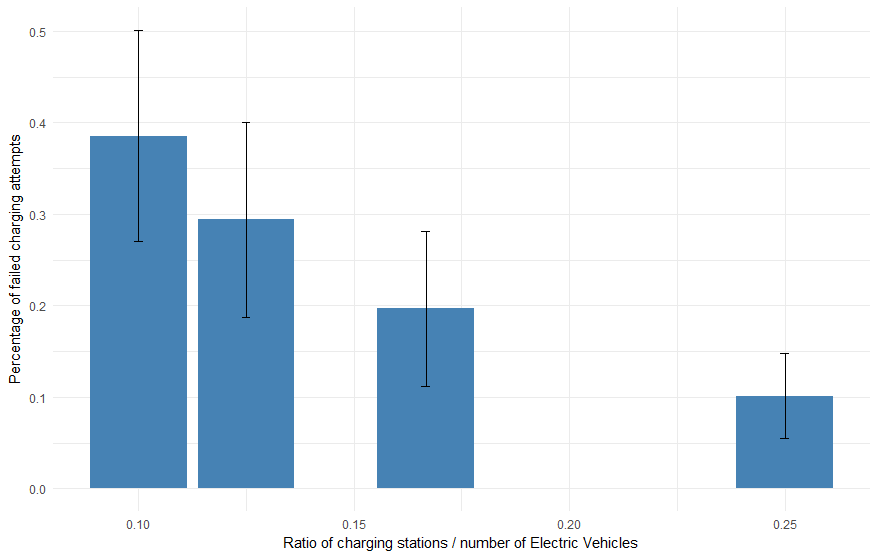 Percentage of failed charging attempts
0.5
0.4
0.3
0.2
0.1
0.0
0.10 0.15 0.20 0.25
Ratio of charging stations / number of Electric Vehicles